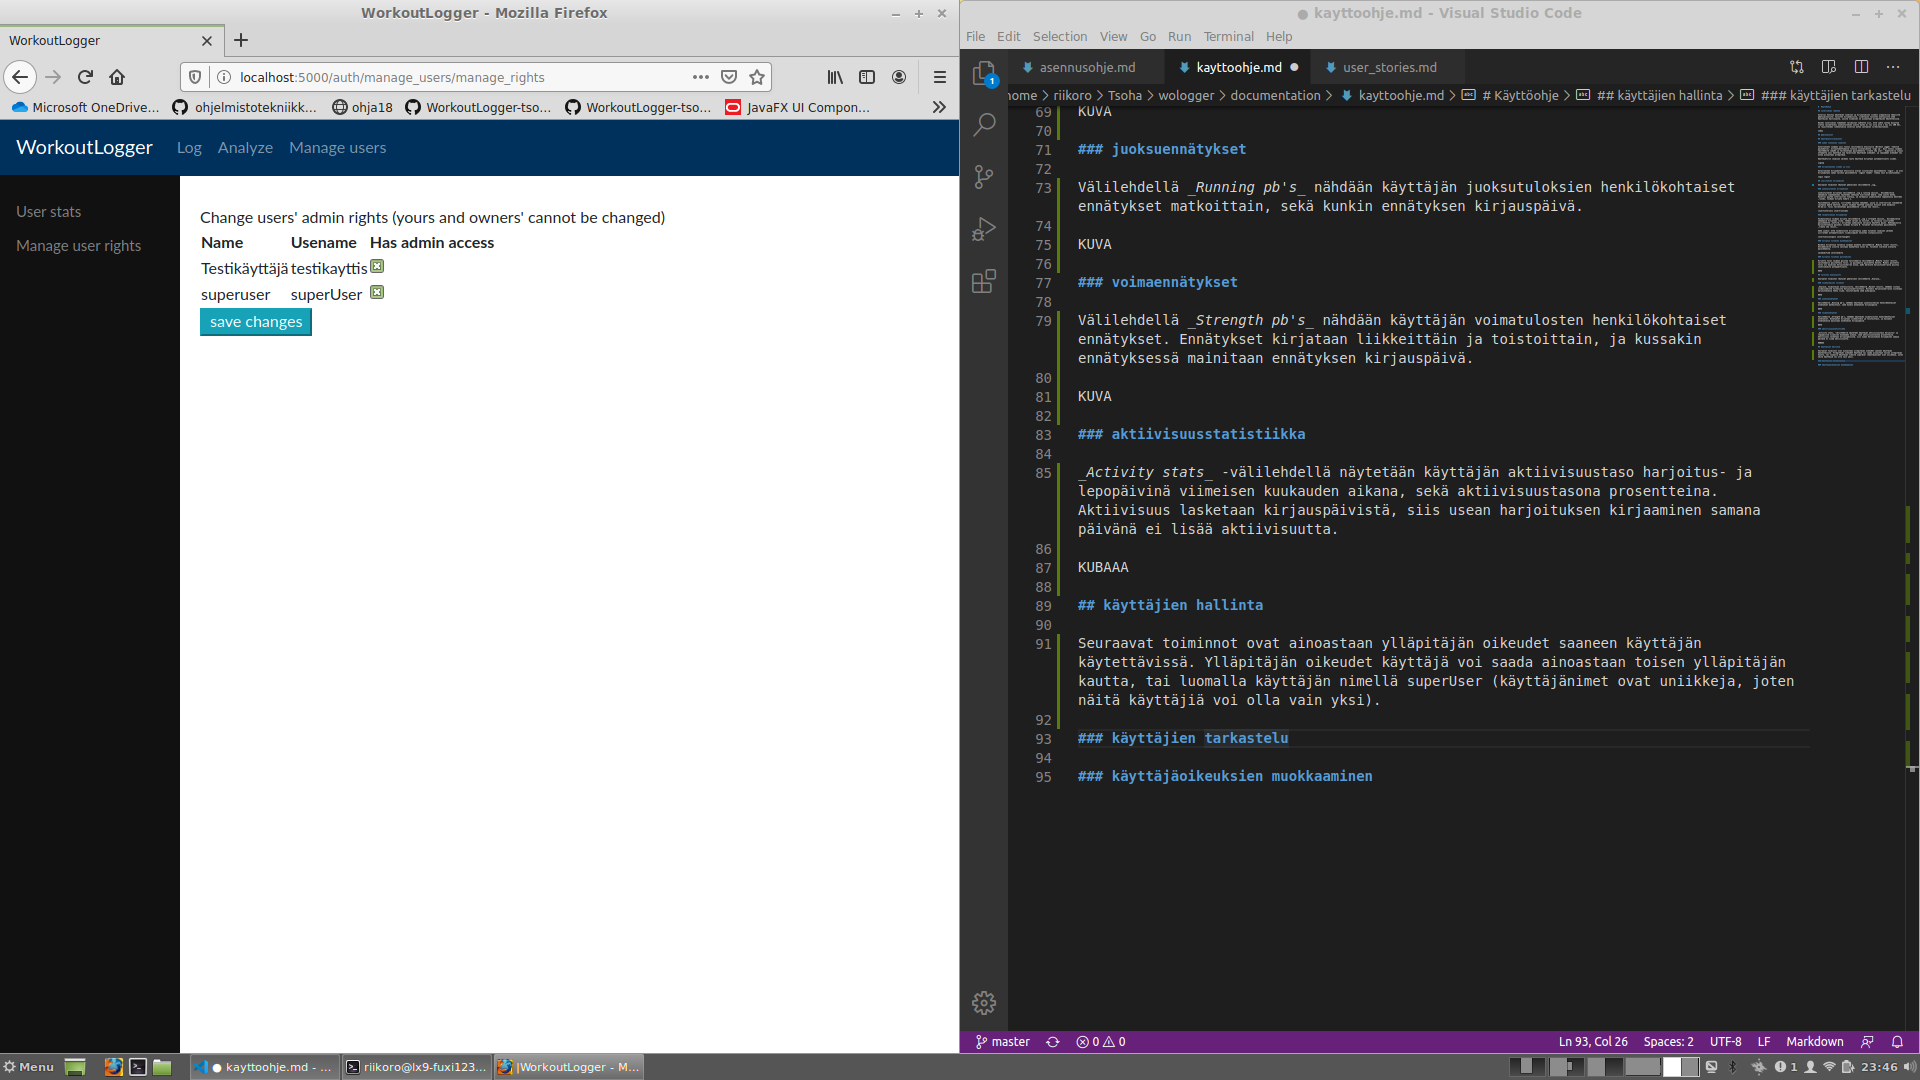 WorkoutLogger - Mozilla Firefox
WorkoutLogger
localhost:5000/auth/manage_users/manage_rights
Microsoft OneDrive… ohjelmistotekniikk… ohja18 WorkoutLogger-tso… WorkoutLogger-tso… JavaFX UI Compon…
WorkoutLogger Log Analyze Manage users
User stats
Manage user rights
Change users' admin rights (yours and owners' cannot be changed)
Name Usename Has admin access
Testikäyttäjä testikayttis
superuser superUser
save changes
● kayttoohje.md - Visual Studio Code
File Edit Selection View Go Run Terminal Help
1
asennusohje.md kayttoohje.md ● user_stories.md
home > riikoro > Tsoha > wologger > documentation > kayttoohje.md > # Käyttöohje > ## käyttäjien hallinta > ### käyttäjien tarkastelu
69 KUVA
70
71 ### juoksuennätykset
72
73 Välilehdellä _Running pb's_ nähdään käyttäjän juoksutuloksien henkilökohtaiset
ennätykset matkoittain, sekä kunkin ennätyksen kirjauspäivä.
74
75 KUVA
76
77 ### voimaennätykset
78
79 Välilehdellä _Strength pb's_ nähdään käyttäjän voimatulosten henkilökohtaiset
ennätykset. Ennätykset kirjataan liikkeittäin ja toistoittain, ja kussakin
ennätyksessä mainitaan ennätyksen kirjauspäivä.
80
81 KUVA
82
83 ### aktiivisuusstatistiikka
84
85 _Activity stats_ -välilehdellä näytetään käyttäjän aktiivisuustaso harjoitus- ja
lepopäivinä viimeisen kuukauden aikana, sekä aktiivisuustasona prosentteina.
Aktiivisuus lasketaan kirjauspäivistä, siis usean harjoituksen kirjaaminen samana
päivänä ei lisää aktiivisuutta.
86
87 KUBAAA
88
89 ## käyttäjien hallinta
90
91 Seuraavat toiminnot ovat ainoastaan ylläpitäjän oikeudet saaneen käyttäjän
käytettävissä. Ylläpitäjän oikeudet käyttäjä voi saada ainoastaan toisen ylläpitäjän
kautta, tai luomalla käyttäjän nimellä superUser (käyttäjänimet ovat uniikkeja, joten
näitä käyttäjiä voi olla vain yksi).
92
93 ### käyttäjien tarkastelu
94
95 ### käyttäjäoikeuksien muokkaaminen
master 0 0 Ln 93, Col 26 Spaces: 2 UTF-8 LF Markdown
Menu ● kayttoohje.md - … riikoro@lx9-fuxi123… |WorkoutLogger - M… 1 23:46